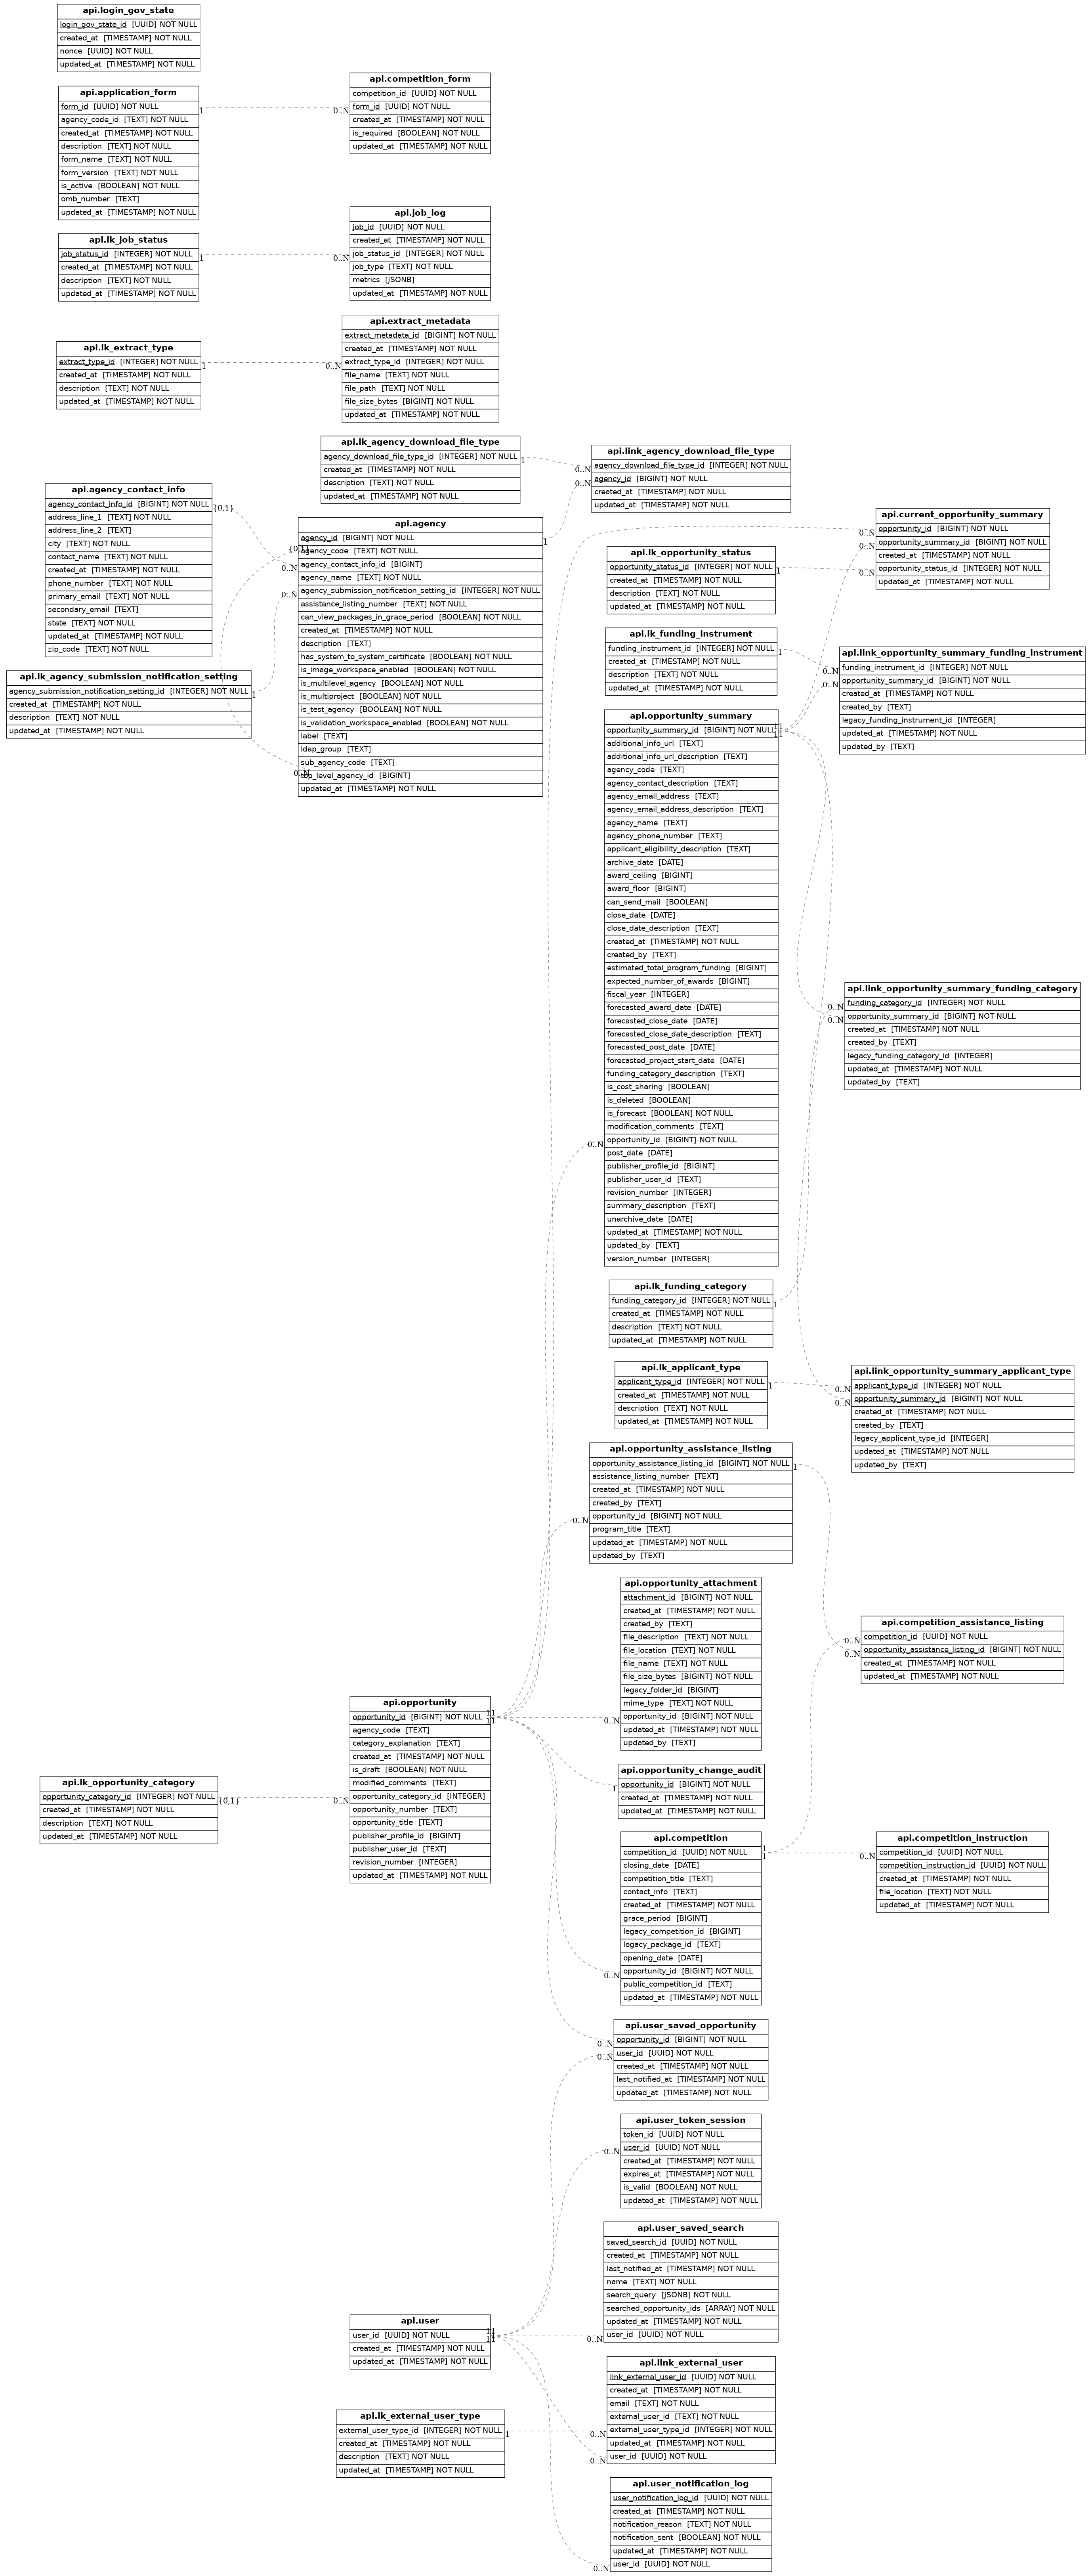 api.login_gov_state
login_gov_state_id [UUID] NOT NULL
created_at [TIMESTAMP] NOT NULL
nonce [UUID] NOT NULL
updated_at [TIMESTAMP] NOT NULL
api.application_form
form_id [UUID] NOT NULL
agency_code_id [TEXT] NOT NULL
created_at [TIMESTAMP] NOT NULL
description [TEXT] NOT NULL
form_name [TEXT] NOT NULL
form_version [TEXT] NOT NULL
is_active [BOOLEAN] NOT NULL
omb_number [TEXT]
updated_at [TIMESTAMP] NOT NULL
1
0..N
api.competition_form
competition_id [UUID] NOT NULL
form_id [UUID] NOT NULL
created_at [TIMESTAMP] NOT NULL
is_required [BOOLEAN] NOT NULL
updated_at [TIMESTAMP] NOT NULL
api.lk_job_status
job_status_id [INTEGER] NOT NULL
created_at [TIMESTAMP] NOT NULL
description [TEXT] NOT NULL
updated_at [TIMESTAMP] NOT NULL
1
0..N
api.job_log
job_id [UUID] NOT NULL
created_at [TIMESTAMP] NOT NULL
job_status_id [INTEGER] NOT NULL
job_type [TEXT] NOT NULL
metrics [JSONB]
updated_at [TIMESTAMP] NOT NULL
api.lk_extract_type
extract_type_id [INTEGER] NOT NULL
created_at [TIMESTAMP] NOT NULL
description [TEXT] NOT NULL
updated_at [TIMESTAMP] NOT NULL
1
0..N
api.extract_metadata
extract_metadata_id [BIGINT] NOT NULL
created_at [TIMESTAMP] NOT NULL
extract_type_id [INTEGER] NOT NULL
file_name [TEXT] NOT NULL
file_path [TEXT] NOT NULL
file_size_bytes [BIGINT] NOT NULL
updated_at [TIMESTAMP] NOT NULL
api.lk_agency_download_file_type
agency_download_file_type_id [INTEGER] NOT NULL
created_at [TIMESTAMP] NOT NULL
description [TEXT] NOT NULL
updated_at [TIMESTAMP] NOT NULL
1
0..N
0..N
api.link_agency_download_file_type
agency_download_file_type_id [INTEGER] NOT NULL
agency_id [BIGINT] NOT NULL
created_at [TIMESTAMP] NOT NULL
updated_at [TIMESTAMP] NOT NULL
api.agency_contact_info
agency_contact_info_id [BIGINT] NOT NULL
address_line_1 [TEXT] NOT NULL
address_line_2 [TEXT]
city [TEXT] NOT NULL
contact_name [TEXT] NOT NULL
created_at [TIMESTAMP] NOT NULL
phone_number [TEXT] NOT NULL
primary_email [TEXT] NOT NULL
secondary_email [TEXT]
state [TEXT] NOT NULL
updated_at [TIMESTAMP] NOT NULL
zip_code [TEXT] NOT NULL
{0,1}
api.lk_agency_submission_notification_setting
agency_submission_notification_setting_id [INTEGER] NOT NULL
created_at [TIMESTAMP] NOT NULL
description [TEXT] NOT NULL
updated_at [TIMESTAMP] NOT NULL
1
{0,1}
0..N
0..N
0..N
api.agency
agency_id [BIGINT] NOT NULL
agency_code [TEXT] NOT NULL
agency_contact_info_id [BIGINT]
agency_name [TEXT] NOT NULL
agency_submission_notification_setting_id [INTEGER] NOT NULL
assistance_listing_number [TEXT] NOT NULL
can_view_packages_in_grace_period [BOOLEAN] NOT NULL
created_at [TIMESTAMP] NOT NULL
description [TEXT]
has_system_to_system_certificate [BOOLEAN] NOT NULL
is_image_workspace_enabled [BOOLEAN] NOT NULL
is_multilevel_agency [BOOLEAN] NOT NULL
is_multiproject [BOOLEAN] NOT NULL
is_test_agency [BOOLEAN] NOT NULL
is_validation_workspace_enabled [BOOLEAN] NOT NULL
label [TEXT]
ldap_group [TEXT]
sub_agency_code [TEXT]
top_level_agency_id [BIGINT]
updated_at [TIMESTAMP] NOT NULL
1
api.current_opportunity_summary
opportunity_id [BIGINT] NOT NULL
opportunity_summary_id [BIGINT] NOT NULL
created_at [TIMESTAMP] NOT NULL
opportunity_status_id [INTEGER] NOT NULL
updated_at [TIMESTAMP] NOT NULL
0..N
0..N
0..N
api.lk_opportunity_status
opportunity_status_id [INTEGER] NOT NULL
created_at [TIMESTAMP] NOT NULL
description [TEXT] NOT NULL
updated_at [TIMESTAMP] NOT NULL
1
api.lk_funding_instrument
funding_instrument_id [INTEGER] NOT NULL
created_at [TIMESTAMP] NOT NULL
description [TEXT] NOT NULL
updated_at [TIMESTAMP] NOT NULL
1
0..N
0..N
api.link_opportunity_summary_funding_instrument
funding_instrument_id [INTEGER] NOT NULL
opportunity_summary_id [BIGINT] NOT NULL
created_at [TIMESTAMP] NOT NULL
created_by [TEXT]
legacy_funding_instrument_id [INTEGER]
updated_at [TIMESTAMP] NOT NULL
updated_by [TEXT]
api.opportunity_summary
opportunity_summary_id [BIGINT] NOT NULL
additional_info_url [TEXT]
additional_info_url_description [TEXT]
agency_code [TEXT]
agency_contact_description [TEXT]
agency_email_address [TEXT]
agency_email_address_description [TEXT]
agency_name [TEXT]
agency_phone_number [TEXT]
applicant_eligibility_description [TEXT]
archive_date [DATE]
award_ceiling [BIGINT]
award_floor [BIGINT]
can_send_mail [BOOLEAN]
close_date [DATE]
close_date_description [TEXT]
created_at [TIMESTAMP] NOT NULL
created_by [TEXT]
estimated_total_program_funding [BIGINT]
expected_number_of_awards [BIGINT]
fiscal_year [INTEGER]
forecasted_award_date [DATE]
forecasted_close_date [DATE]
forecasted_close_date_description [TEXT]
forecasted_post_date [DATE]
forecasted_project_start_date [DATE]
funding_category_description [TEXT]
is_cost_sharing [BOOLEAN]
is_deleted [BOOLEAN]
is_forecast [BOOLEAN] NOT NULL
modification_comments [TEXT]
opportunity_id [BIGINT] NOT NULL
post_date [DATE]
publisher_profile_id [BIGINT]
publisher_user_id [TEXT]
revision_number [INTEGER]
summary_description [TEXT]
unarchive_date [DATE]
updated_at [TIMESTAMP] NOT NULL
updated_by [TEXT]
version_number [INTEGER]
11
11
0..N
api.link_opportunity_summary_funding_category
funding_category_id [INTEGER] NOT NULL
opportunity_summary_id [BIGINT] NOT NULL
created_at [TIMESTAMP] NOT NULL
created_by [TEXT]
legacy_funding_category_id [INTEGER]
updated_at [TIMESTAMP] NOT NULL
updated_by [TEXT]
0..N
0..N
api.lk_funding_category
funding_category_id [INTEGER] NOT NULL
created_at [TIMESTAMP] NOT NULL
description [TEXT] NOT NULL
updated_at [TIMESTAMP] NOT NULL
1
api.lk_applicant_type
applicant_type_id [INTEGER] NOT NULL
created_at [TIMESTAMP] NOT NULL
description [TEXT] NOT NULL
updated_at [TIMESTAMP] NOT NULL
1
0..N
0..N
api.link_opportunity_summary_applicant_type
applicant_type_id [INTEGER] NOT NULL
opportunity_summary_id [BIGINT] NOT NULL
created_at [TIMESTAMP] NOT NULL
created_by [TEXT]
legacy_applicant_type_id [INTEGER]
updated_at [TIMESTAMP] NOT NULL
updated_by [TEXT]
api.opportunity_assistance_listing
opportunity_assistance_listing_id [BIGINT] NOT NULL
assistance_listing_number [TEXT]
created_at [TIMESTAMP] NOT NULL
created_by [TEXT]
opportunity_id [BIGINT] NOT NULL
program_title [TEXT]
updated_at [TIMESTAMP] NOT NULL
updated_by [TEXT]
1
0..N
api.opportunity_attachment
attachment_id [BIGINT] NOT NULL
created_at [TIMESTAMP] NOT NULL
created_by [TEXT]
file_description [TEXT] NOT NULL
file_location [TEXT] NOT NULL
file_name [TEXT] NOT NULL
file_size_bytes [BIGINT] NOT NULL
legacy_folder_id [BIGINT]
mime_type [TEXT] NOT NULL
opportunity_id [BIGINT] NOT NULL
updated_at [TIMESTAMP] NOT NULL
updated_by [TEXT]
0..N
api.competition_assistance_listing
competition_id [UUID] NOT NULL
opportunity_assistance_listing_id [BIGINT] NOT NULL
created_at [TIMESTAMP] NOT NULL
updated_at [TIMESTAMP] NOT NULL
0..N
0..N
api.opportunity
opportunity_id [BIGINT] NOT NULL
agency_code [TEXT]
category_explanation [TEXT]
created_at [TIMESTAMP] NOT NULL
is_draft [BOOLEAN] NOT NULL
modified_comments [TEXT]
opportunity_category_id [INTEGER]
opportunity_number [TEXT]
opportunity_title [TEXT]
publisher_profile_id [BIGINT]
publisher_user_id [TEXT]
revision_number [INTEGER]
updated_at [TIMESTAMP] NOT NULL
11
11
api.lk_opportunity_category
opportunity_category_id [INTEGER] NOT NULL
created_at [TIMESTAMP] NOT NULL
description [TEXT] NOT NULL
updated_at [TIMESTAMP] NOT NULL
{0,1}
0..N
api.opportunity_change_audit
opportunity_id [BIGINT] NOT NULL
created_at [TIMESTAMP] NOT NULL
updated_at [TIMESTAMP] NOT NULL
1
api.competition
competition_id [UUID] NOT NULL
closing_date [DATE]
competition_title [TEXT]
contact_info [TEXT]
created_at [TIMESTAMP] NOT NULL
grace_period [BIGINT]
legacy_competition_id [BIGINT]
legacy_package_id [TEXT]
opening_date [DATE]
opportunity_id [BIGINT] NOT NULL
public_competition_id [TEXT]
updated_at [TIMESTAMP] NOT NULL
1
1
0..N
0..N
api.competition_instruction
competition_id [UUID] NOT NULL
competition_instruction_id [UUID] NOT NULL
created_at [TIMESTAMP] NOT NULL
file_location [TEXT] NOT NULL
updated_at [TIMESTAMP] NOT NULL
api.user_saved_opportunity
opportunity_id [BIGINT] NOT NULL
user_id [UUID] NOT NULL
created_at [TIMESTAMP] NOT NULL
last_notified_at [TIMESTAMP] NOT NULL
updated_at [TIMESTAMP] NOT NULL
0..N
0..N
api.user_token_session
token_id [UUID] NOT NULL
user_id [UUID] NOT NULL
created_at [TIMESTAMP] NOT NULL
expires_at [TIMESTAMP] NOT NULL
is_valid [BOOLEAN] NOT NULL
updated_at [TIMESTAMP] NOT NULL
0..N
api.user_saved_search
saved_search_id [UUID] NOT NULL
created_at [TIMESTAMP] NOT NULL
last_notified_at [TIMESTAMP] NOT NULL
name [TEXT] NOT NULL
search_query [JSONB] NOT NULL
searched_opportunity_ids [ARRAY] NOT NULL
updated_at [TIMESTAMP] NOT NULL
user_id [UUID] NOT NULL
0..N
api.user
user_id [UUID] NOT NULL
created_at [TIMESTAMP] NOT NULL
updated_at [TIMESTAMP] NOT NULL
11
11
api.link_external_user
link_external_user_id [UUID] NOT NULL
created_at [TIMESTAMP] NOT NULL
email [TEXT] NOT NULL
external_user_id [TEXT] NOT NULL
external_user_type_id [INTEGER] NOT NULL
updated_at [TIMESTAMP] NOT NULL
user_id [UUID] NOT NULL
0..N
0..N
api.lk_external_user_type
external_user_type_id [INTEGER] NOT NULL
created_at [TIMESTAMP] NOT NULL
description [TEXT] NOT NULL
updated_at [TIMESTAMP] NOT NULL
1
api.user_notification_log
user_notification_log_id [UUID] NOT NULL
created_at [TIMESTAMP] NOT NULL
notification_reason [TEXT] NOT NULL
notification_sent [BOOLEAN] NOT NULL
updated_at [TIMESTAMP] NOT NULL
user_id [UUID] NOT NULL
0..N